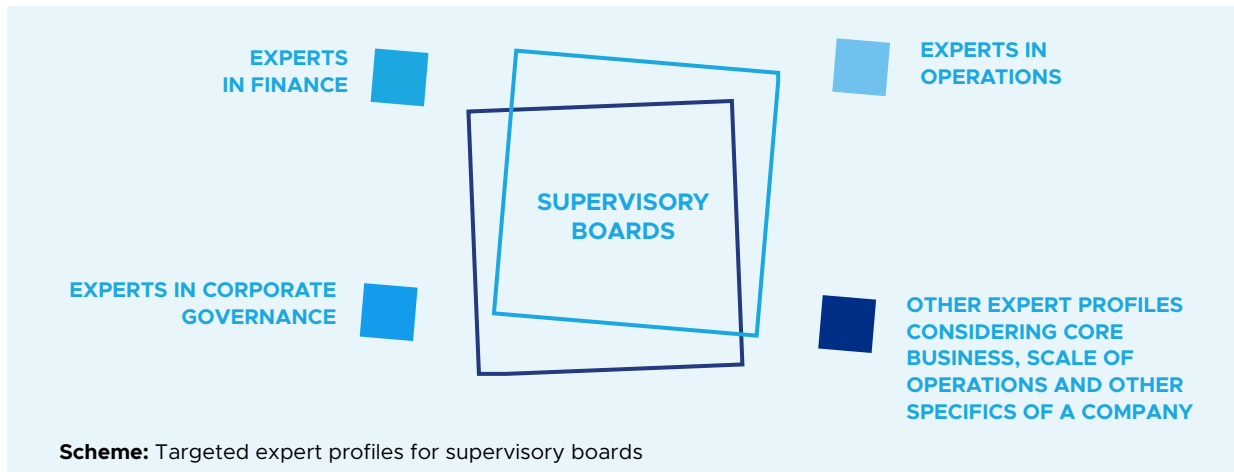 EXPERTS
IN FINANCE
EXPERTS IN
OPERATIONS
SUPERVISORY
BOARDS
EXPERTS IN CORPORATE
GOVERNANCE
OTHER EXPERT PROFILES
CONSIDERING CORE
BUSINESS, SCALE OF
OPERATIONS AND OTHER
SPECIFICS OF A COMPANY
Scheme: Targeted expert profiles for supervisory boards